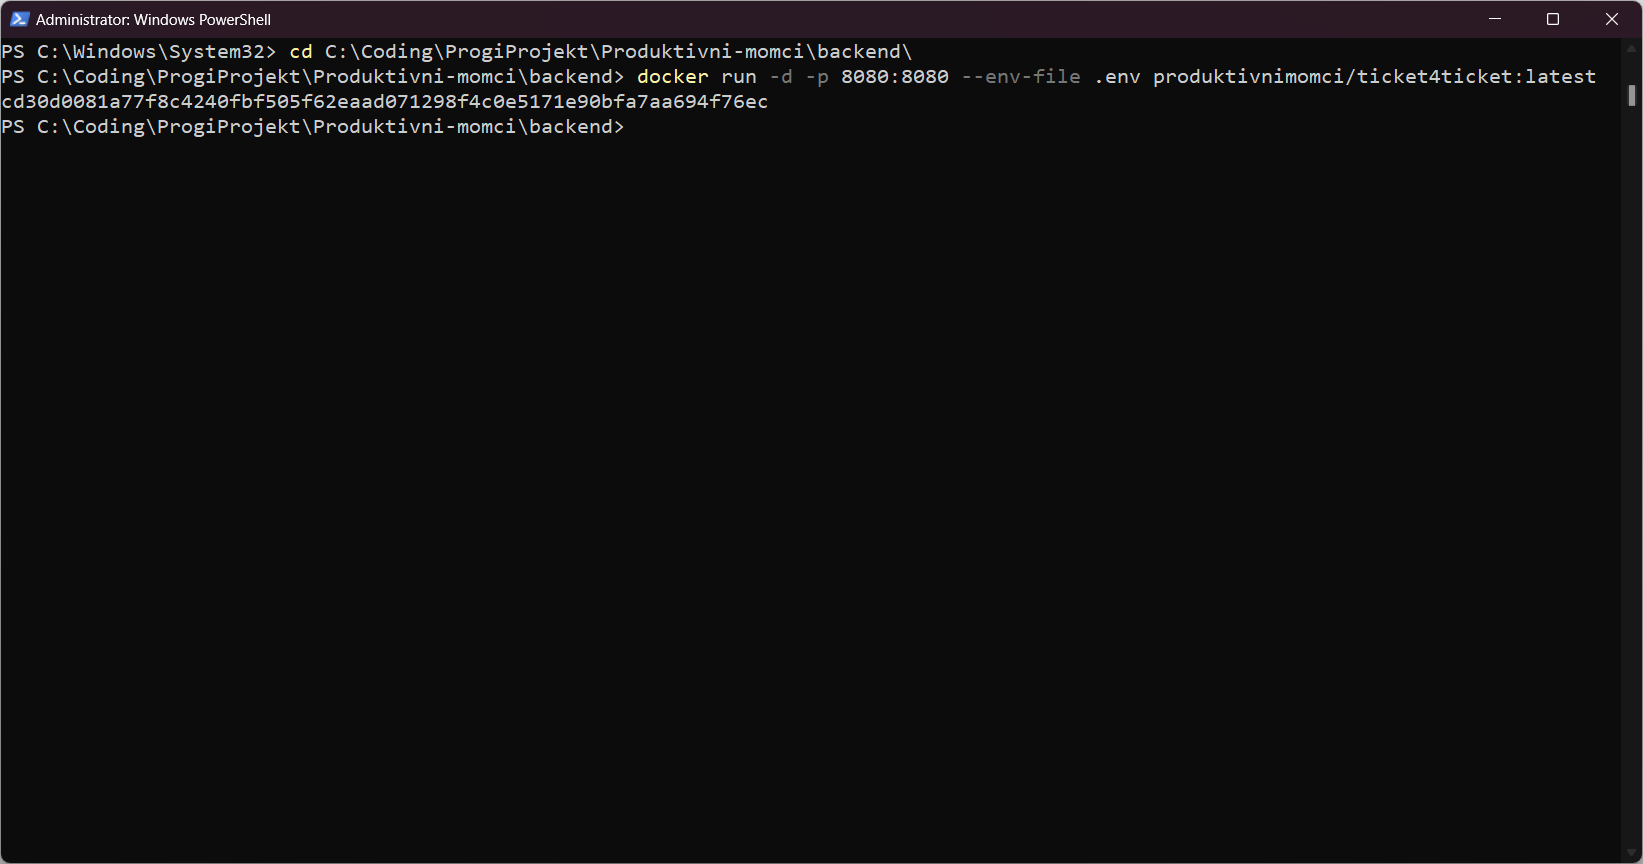 Administrator: Windows PowerShell
PS C:\Windows\System32> cd C:\Coding\ProgiProjekt\Produktivni-momci\backend\
PS C:\Coding\ProgiProjekt\Produktivni-momci\backend> docker run -d -p 8080:8080 --env-file .env produktivnimomci/ticket4ticket:latest
cd30d0081a77f8c4240fbf505f62eaad071298f4c0e5171e90bfa7aa694f76ec
PS C:\Coding\ProgiProjekt\Produktivni-momci\backend>